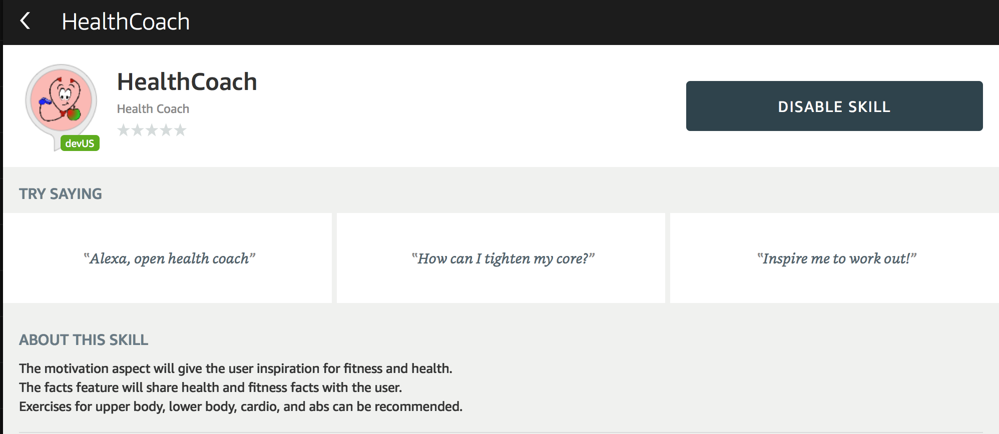 HealthCoach
HealthCoach
Health Coach
devUS
DISABLE SKILL
TRY SAYING
"Alexa, open health coach"
"How can I tighten my core?"
"Inspire me to work out!"
ABOUT THIS SKILL
The motivation aspect will give the user inspiration for fitness and health.
The facts feature will share health and fitness facts with the user.
Exercises for upper body, lower body, cardio, and abs can be recommended.